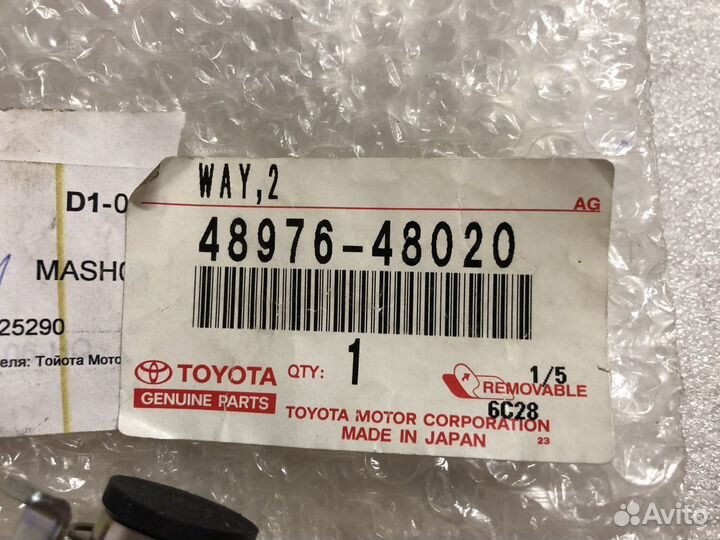 D1-0
MASH0
25290
еля: Тойота Мото
WAY,2
AG
48976-48020
TOYOTA
GENUINE PARTS
QTY: 1
1/5
REMOVABLE
6C28
TOYOTA MOTOR CORPORATION
MADE IN JAPAN
23
Avito